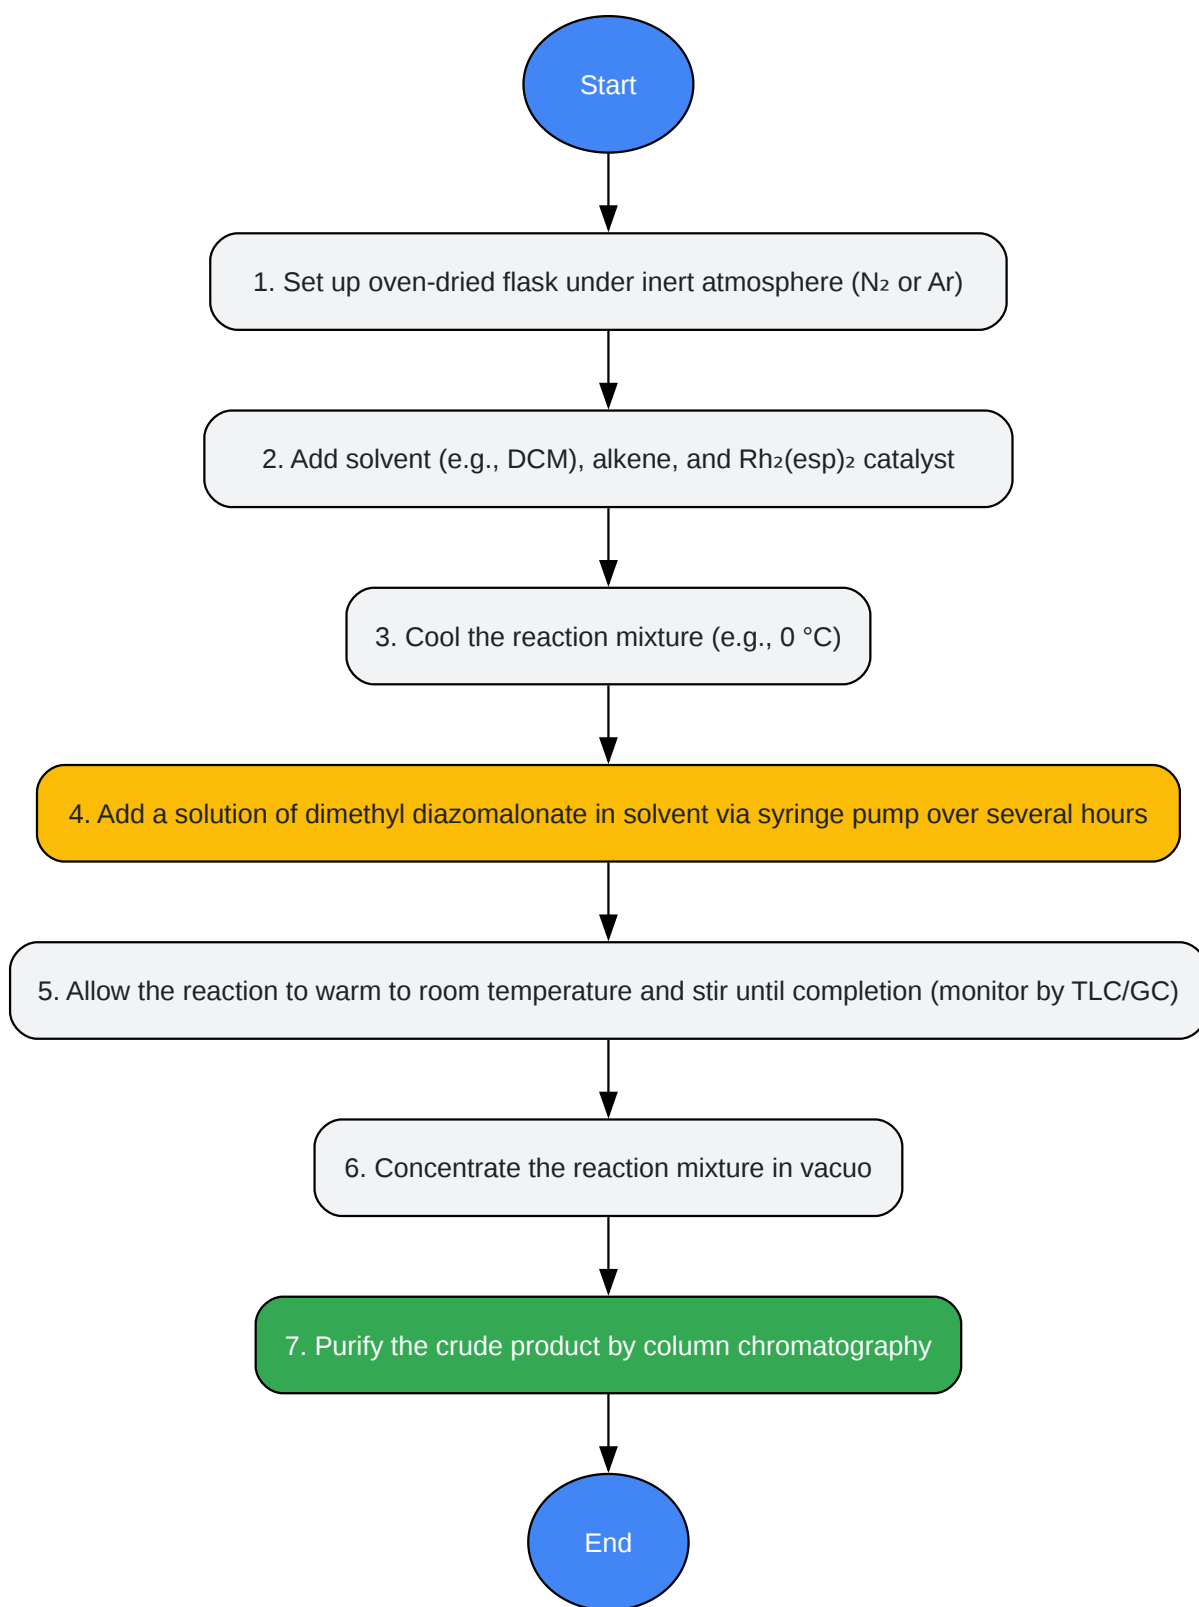 Start
1. Set up oven-dried flask under inert atmosphere (N₂ or Ar)
2. Add solvent (e.g., DCM), alkene, and Rh₂(esp)₂ catalyst
3. Cool the reaction mixture (e.g., 0 °C)
4. Add a solution of dimethyl diazomalonate in solvent via syringe pump over several hours
5. Allow the reaction to warm to room temperature and stir until completion (monitor by TLC/GC)
6. Concentrate the reaction mixture in vacuo
7. Purify the crude product by column chromatography
End